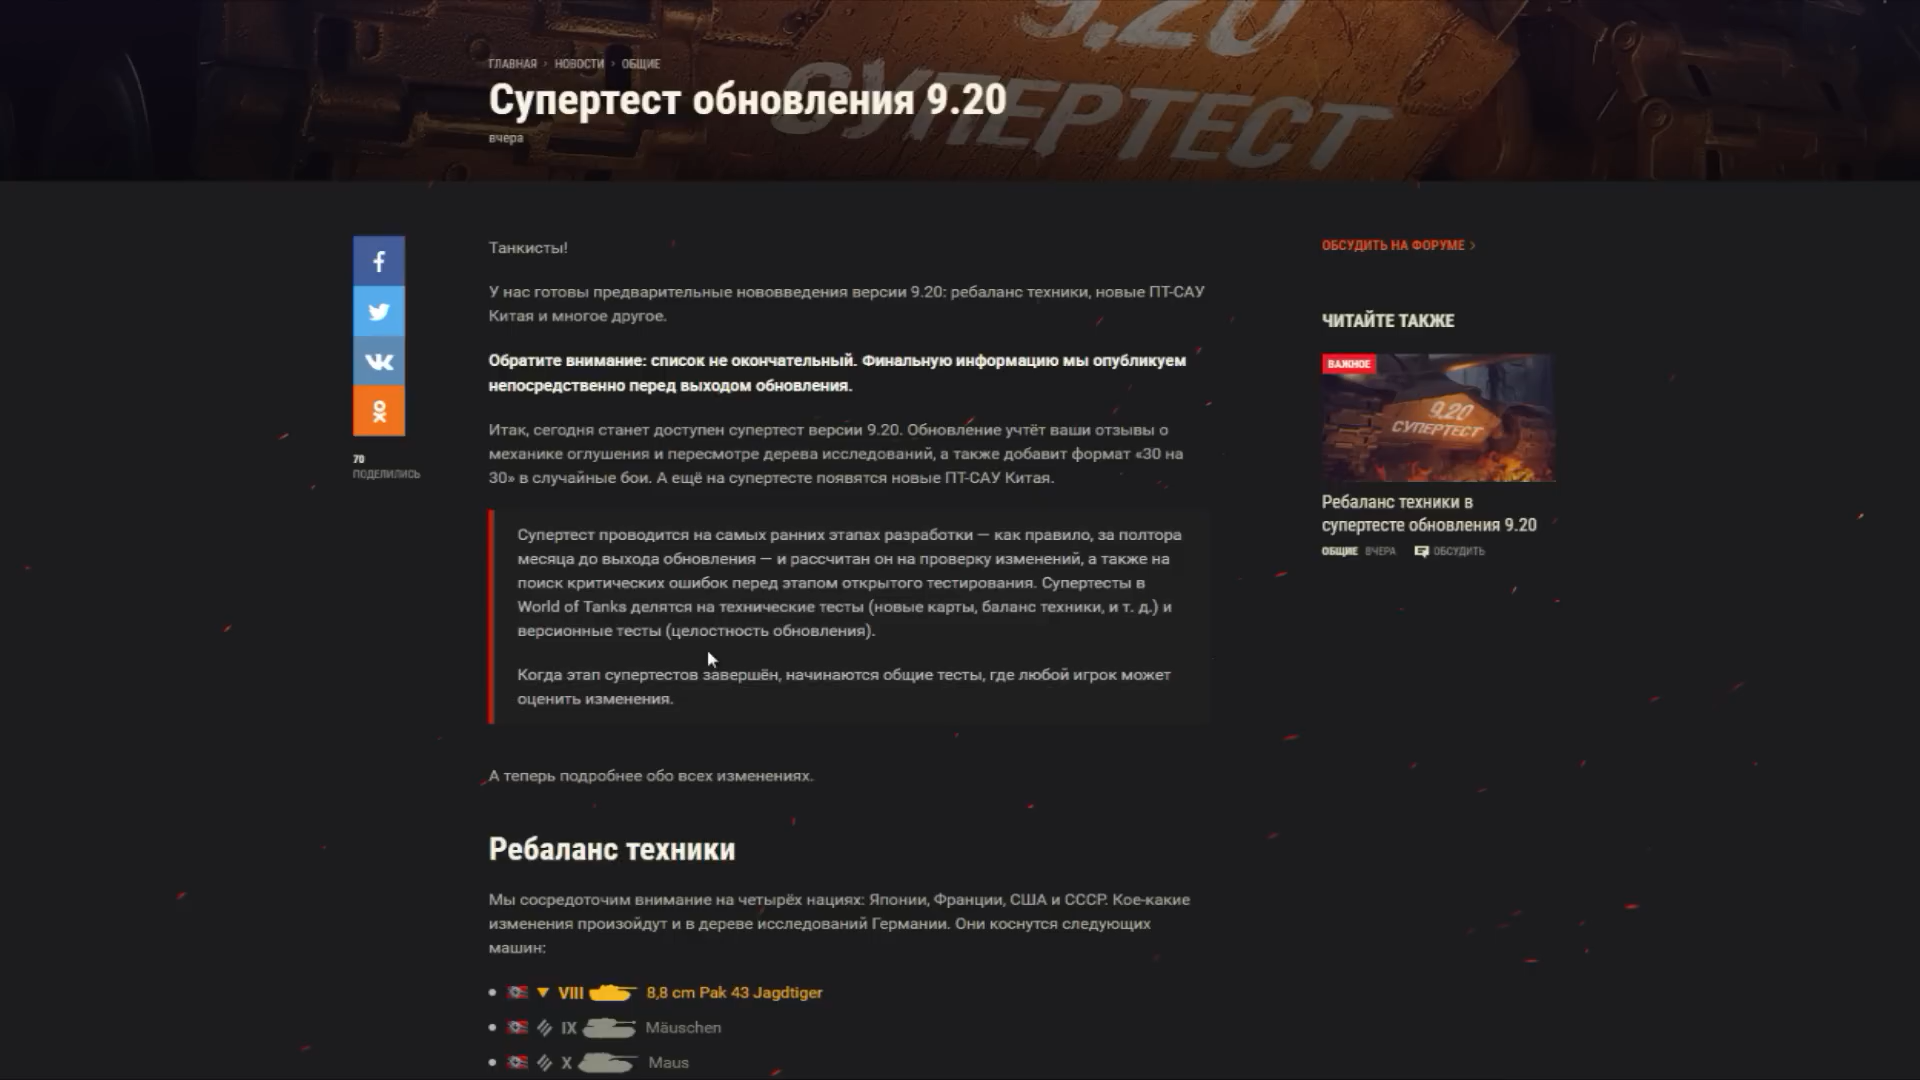 9.20
СУПЕРТЕСТ
ГЛАВНАЯ › НОВОСТИ › ОБЩИЕ
Супертест обновления 9.20
вчера
70
ПОДЕЛИЛИСЬ
Танкисты!
У нас готовы предварительные нововведения версии 9.20: ребаланс техники, новые ПТ-САУ
Китая и многое другое.
Обратите внимание: список не окончательный. Финальную информацию мы опубликуем
непосредственно перед выходом обновления.
Итак, сегодня станет доступен супертест версии 9.20. Обновление учтёт ваши отзывы о
механике оглушения и пересмотре дерева исследований, а также добавит формат «30 на
30» в случайные бои. А ещё на супертесте появятся новые ПТ-САУ Китая.
Супертест проводится на самых ранних этапах разработки — как правило, за полтора
месяца до выхода обновления — и рассчитан он на проверку изменений, а также на
поиск критических ошибок перед этапом открытого тестирования. Супертесты в
World of Tanks делятся на технические тесты (новые карты, баланс техники, и т. д.) и
версионные тесты (целостность обновления).
Когда этап супертестов завершён, начинаются общие тесты, где любой игрок может
оценить изменения.
А теперь подробнее обо всех изменениях.
Ребаланс техники
Мы сосредоточим внимание на четырёх нациях: Японии, Франции, США и СССР. Кое-какие
изменения произойдут и в дереве исследований Германии. Они коснутся следующих
машин:
• VIII 8,8 cm Pak 43 Jagdtiger
• IX Mäuschen
• X Maus
ОБСУДИТЬ НА ФОРУМЕ ›
ЧИТАЙТЕ ТАКЖЕ
ВАЖНОЕ
9.20
СУПЕРТЕСТ
Ребаланс техники в
супертесте обновления 9.20
ОБЩИЕ ВЧЕРА ОБСУДИТЬ